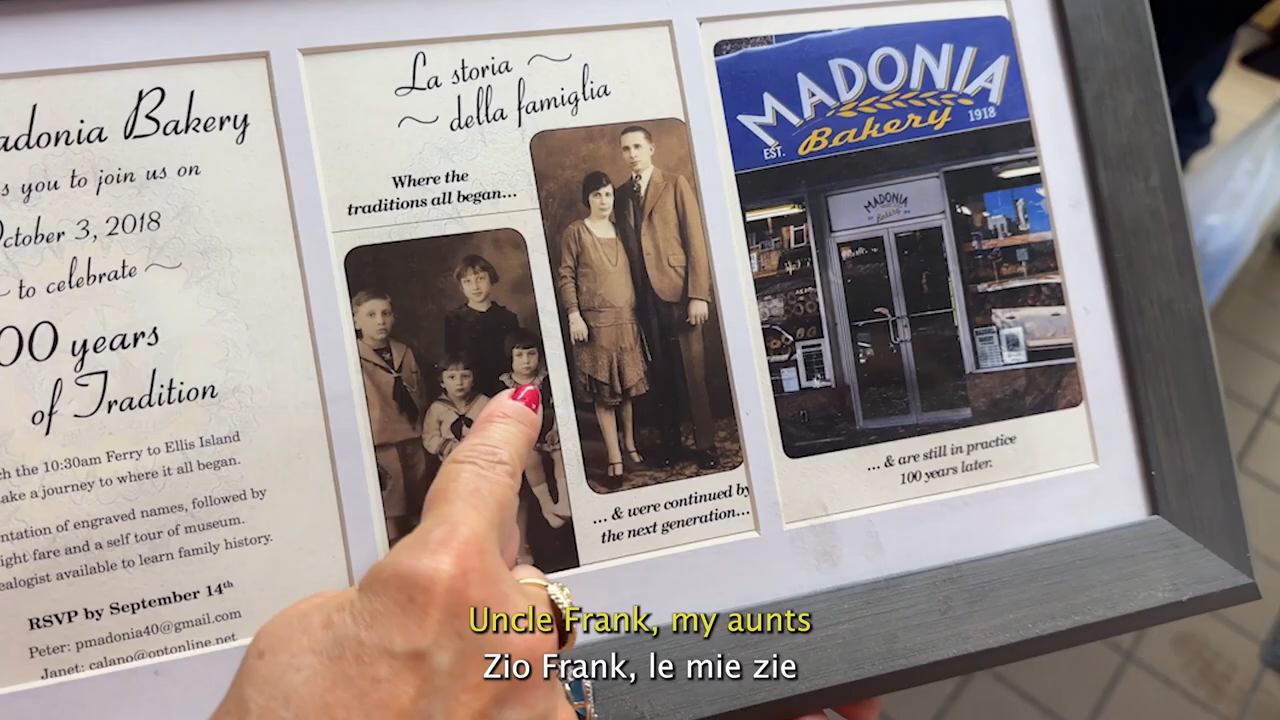 adonia Bakery
s you to join us on
October 3, 2018
to celebrate
00 years
of Tradition
h the 10:30am Ferry to Ellis Island
ake a journey to where it all began.
ntation of engraved names, followed by
ight fare and a self tour of museum.
ealogist available to learn family history.
RSVP by September 14th
Peter: pmadonia40@gmail.com
Janet: calano@optonline.net
La storia
della famiglia
Where the
traditions all began...
... & were continued by
the next generation...
MADONIA
EST. Bakery 1918
MADONIA
Bakery
... & are still in practice
100 years later.
Uncle Frank, my aunts
Zio Frank, le mie zie